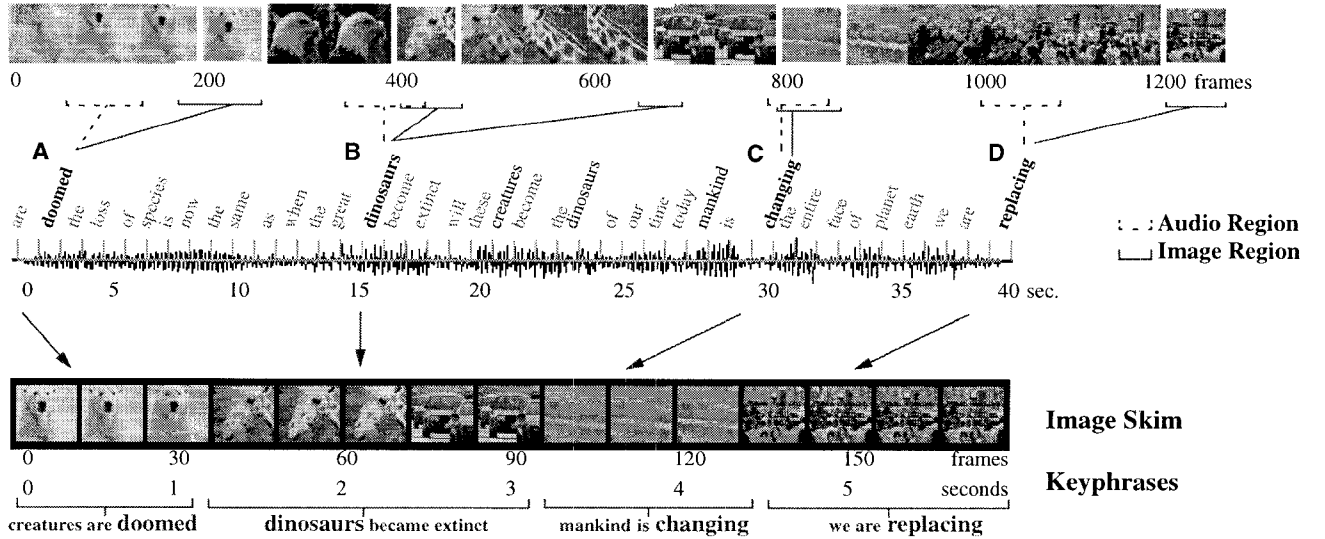 0 200 400 600 800 1000 1200 frames
A B C D
are doomed the loss of species is now the same as when the great dinosaurs become extinct will these creatures become the dinosaurs of our time today mankind is changing the entire face of planet earth we are replacing
Audio Region
Image Region
0 5 10 15 20 25 30 35 40 sec.
Image Skim
0 30 60 90 120 150 frames
Keyphrases
0 1 2 3 4 5 seconds
creatures are doomed dinosaurs became extinct mankind is changing we are replacing